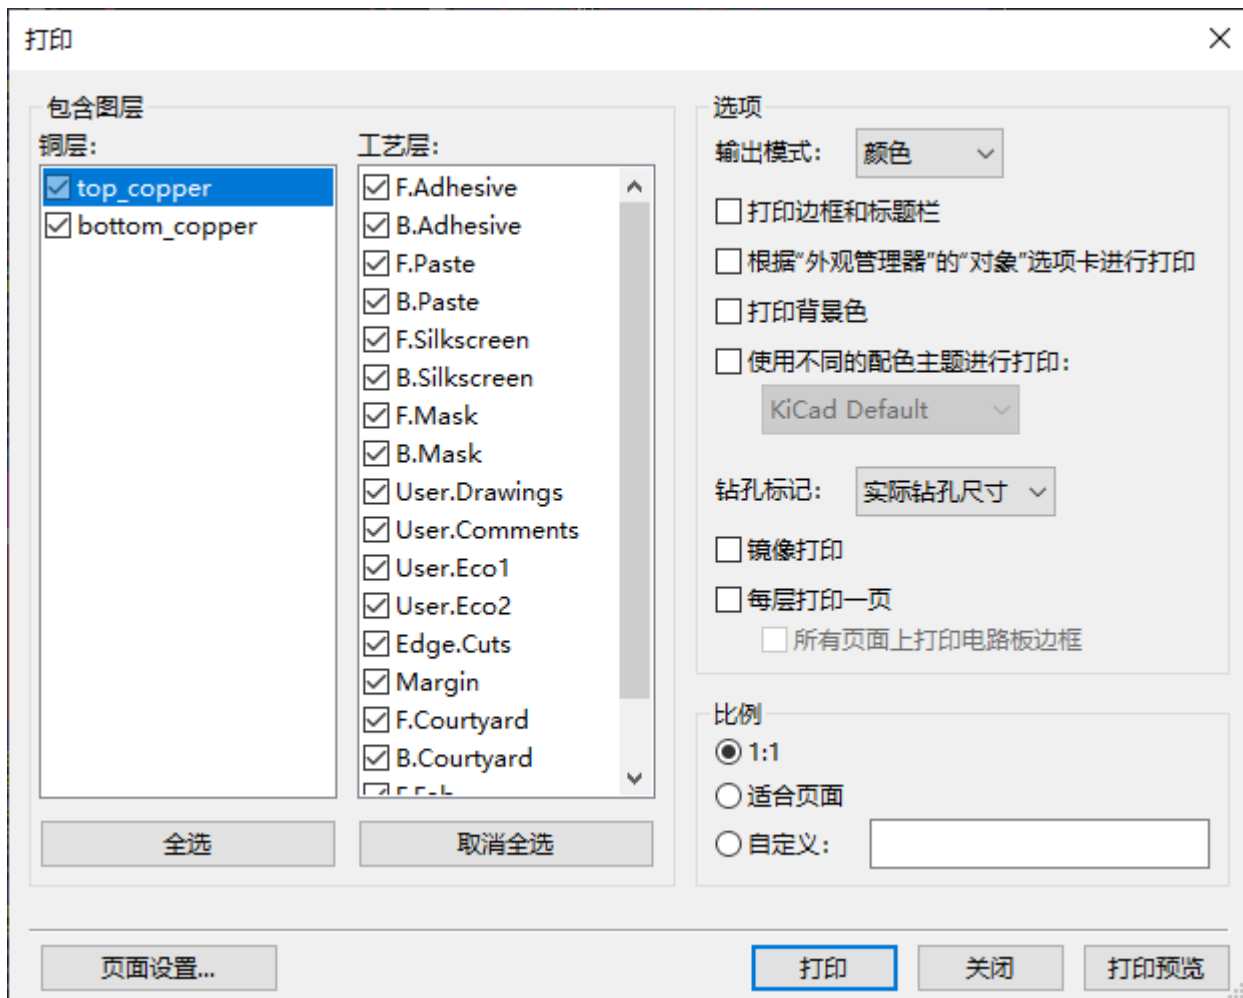 打印
包含图层
铜层:
top_copper
bottom_copper
全选
工艺层:
F.Adhesive
B.Adhesive
F.Paste
B.Paste
F.Silkscreen
B.Silkscreen
F.Mask
B.Mask
User.Drawings
User.Comments
User.Eco1
User.Eco2
Edge.Cuts
Margin
F.Courtyard
B.Courtyard
取消全选
选项
输出模式: 颜色
打印边框和标题栏
根据“外观管理器”的“对象”选项卡进行打印
打印背景色
使用不同的配色主题进行打印:
KiCad Default
钻孔标记: 实际钻孔尺寸
镜像打印
每层打印一页
所有页面上打印电路板边框
比例
1:1
适合页面
自定义:
页面设置...
打印
关闭
打印预览